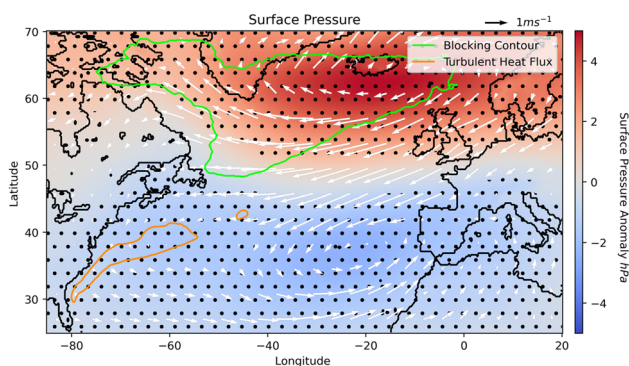 Surface Pressure
1ms⁻¹
Blocking Contour
Turbulent Heat Flux
70
60
50
40
30
Latitude
−80
−60
−40
−20
0
20
Longitude
4
2
0
−2
−4
Surface Pressure Anomaly hPa